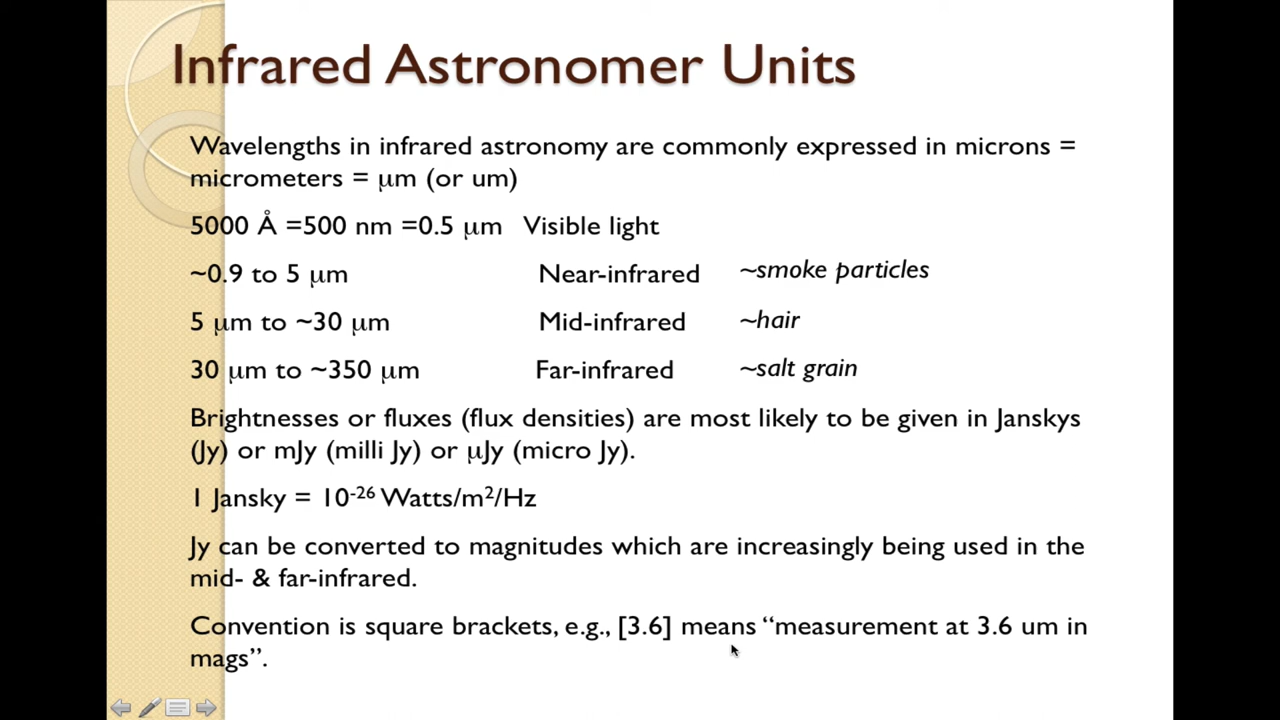 Infrared Astronomer Units
Wavelengths in infrared astronomy are commonly expressed in microns =
micrometers = μm (or um)
5000 Å =500 nm =0.5 μm Visible light
~0.9 to 5 μm Near-infrared ~smoke particles
5 μm to ~30 μm Mid-infrared ~hair
30 μm to ~350 μm Far-infrared ~salt grain
Brightnesses or fluxes (flux densities) are most likely to be given in Janskys
(Jy) or mJy (milli Jy) or μJy (micro Jy).
1 Jansky = 10⁻²⁶ Watts/m²/Hz
Jy can be converted to magnitudes which are increasingly being used in the
mid- & far-infrared.
Convention is square brackets, e.g., [3.6] means “measurement at 3.6 um in
mags”.